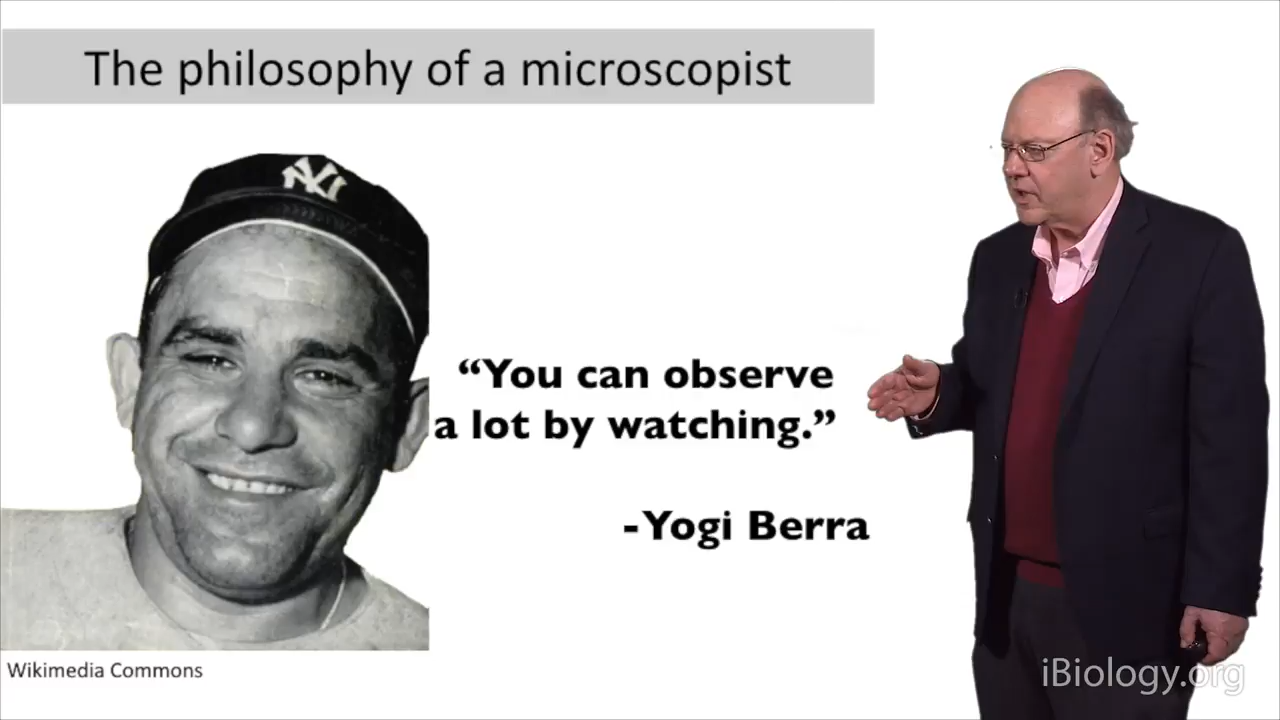 The philosophy of a microscopist
NY
“You can observe
a lot by watching.”
-Yogi Berra
Wikimedia Commons
iBiology.org